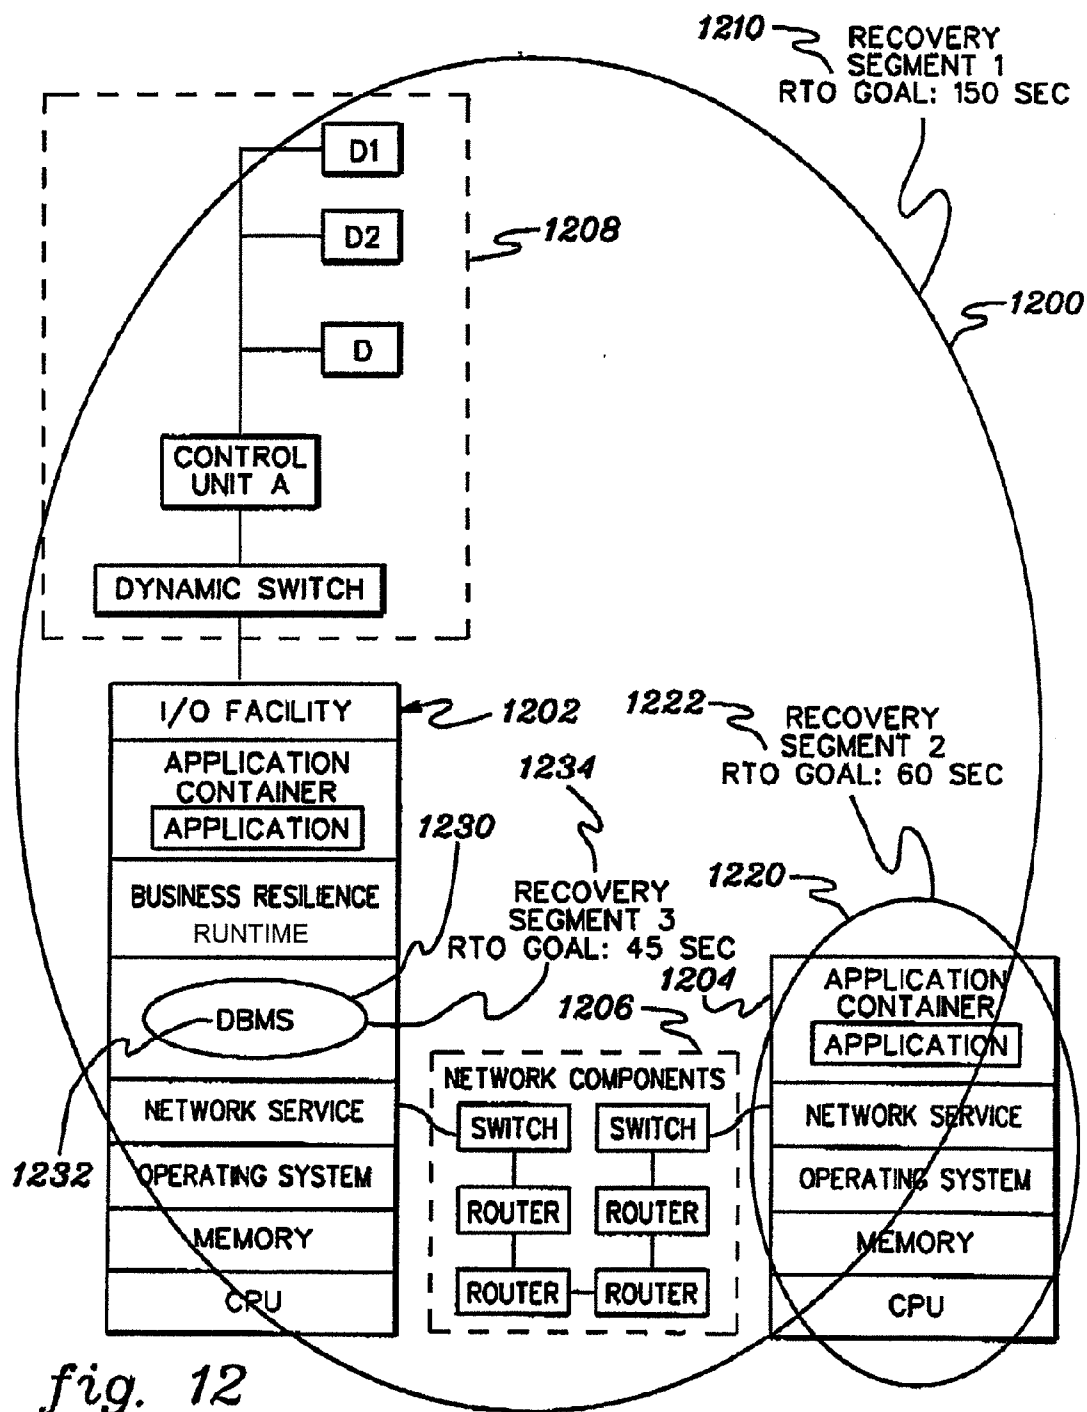 1210
RECOVERY
SEGMENT 1
RTO GOAL: 150 SEC
D1
D2
1208
1200
D
CONTROL
UNIT A
DYNAMIC SWITCH
I/O FACILITY
1202
1222
RECOVERY
SEGMENT 2
RTO GOAL: 60 SEC
APPLICATION
CONTAINER
APPLICATION
1234
1230
BUSINESS RESILIENCE
RUNTIME
RECOVERY
SEGMENT 3
RTO GOAL: 45 SEC
1220
1204
1206
DBMS
APPLICATION
CONTAINER
APPLICATION
NETWORK COMPONENTS
NETWORK SERVICE
SWITCH
SWITCH
NETWORK SERVICE
1232
OPERATING SYSTEM
ROUTER
ROUTER
OPERATING SYSTEM
MEMORY
MEMORY
CPU
ROUTER
ROUTER
CPU
fig. 12